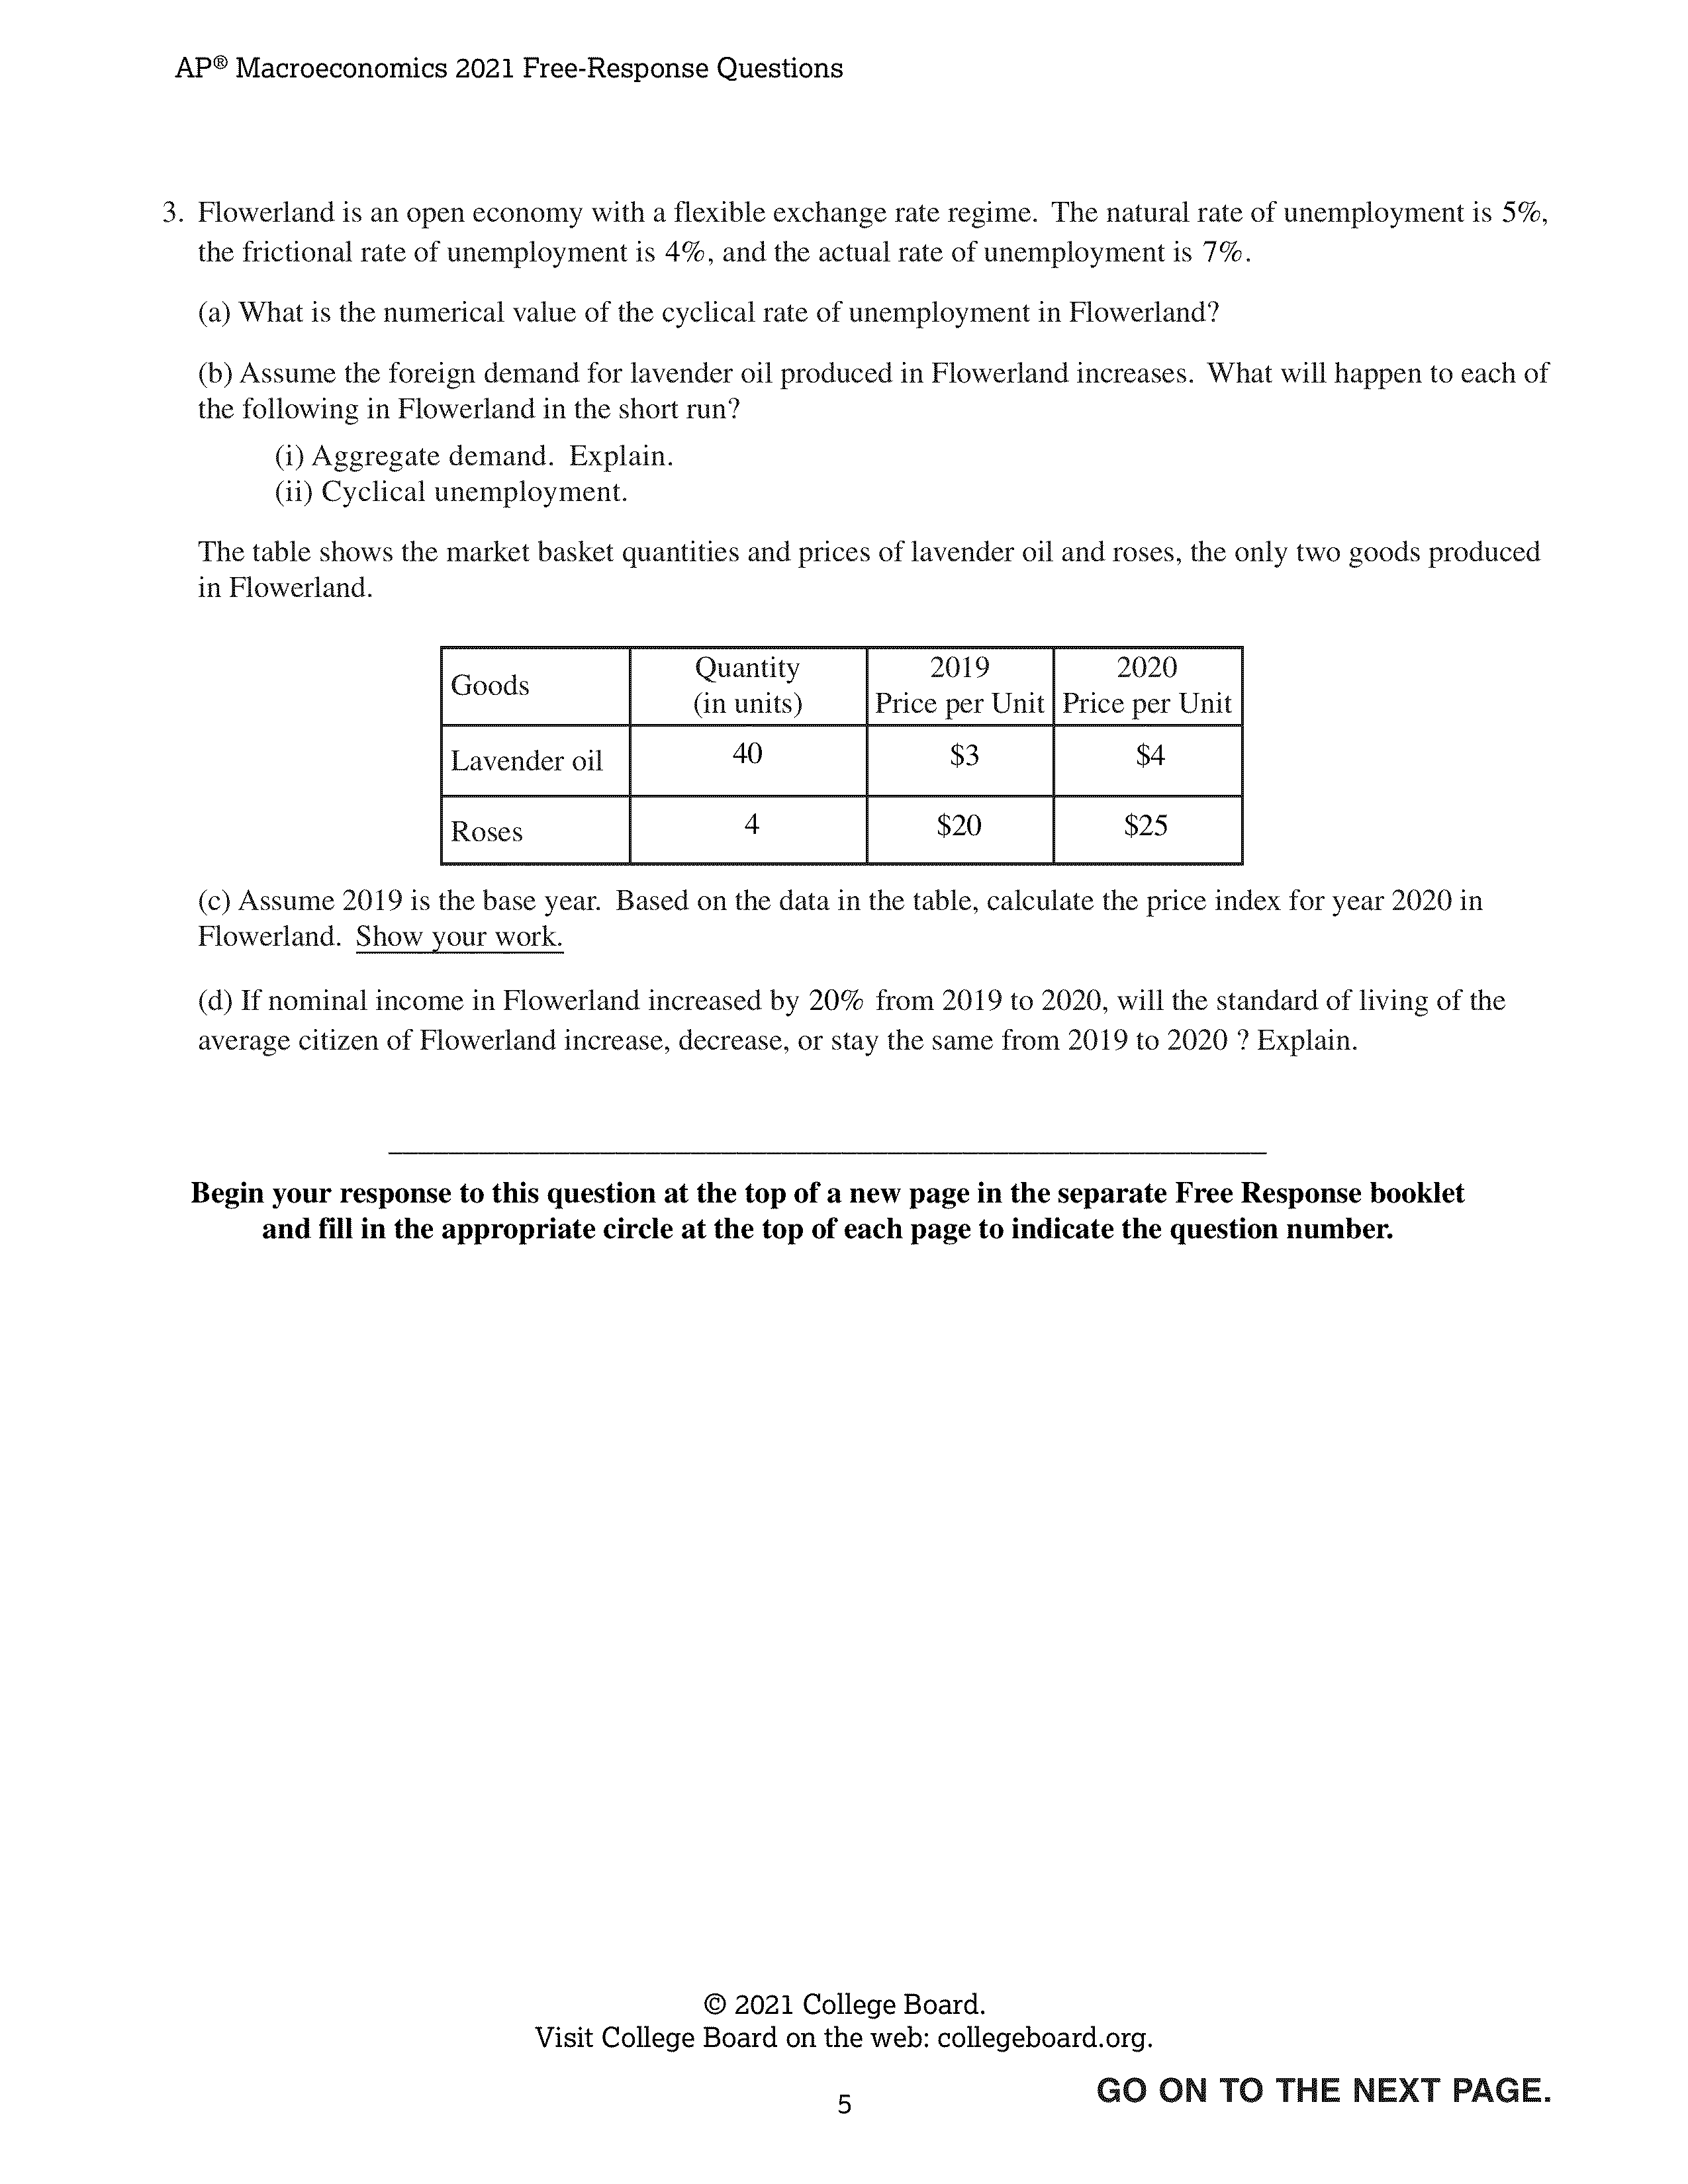 AP® Macroeconomics 2021 Free-Response Questions
3. Flowerland is an open economy with a flexible exchange rate regime. The natural rate of unemployment is 5%,
the frictional rate of unemployment is 4%, and the actual rate of unemployment is 7%.
(a) What is the numerical value of the cyclical rate of unemployment in Flowerland?
(b) Assume the foreign demand for lavender oil produced in Flowerland increases. What will happen to each of
the following in Flowerland in the short run?
(i) Aggregate demand. Explain.
(ii) Cyclical unemployment.
The table shows the market basket quantities and prices of lavender oil and roses, the only two goods produced
in Flowerland.
Goods Quantity (in units) 2019 Price per Unit 2020 Price per Unit
Lavender oil 40 $3 $4
Roses 4 $20 $25
(c) Assume 2019 is the base year. Based on the data in the table, calculate the price index for year 2020 in
Flowerland. Show your work.
(d) If nominal income in Flowerland increased by 20% from 2019 to 2020, will the standard of living of the
average citizen of Flowerland increase, decrease, or stay the same from 2019 to 2020 ? Explain.
Begin your response to this question at the top of a new page in the separate Free Response booklet
and fill in the appropriate circle at the top of each page to indicate the question number.
© 2021 College Board.
Visit College Board on the web: collegeboard.org.
5
GO ON TO THE NEXT PAGE.